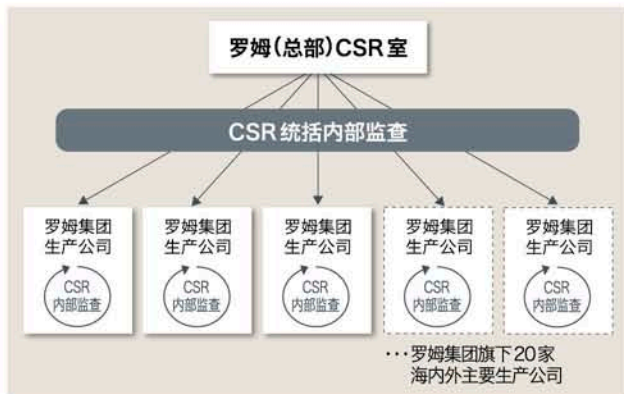 罗姆(总部)CSR室
CSR统括内部监查
罗姆集团
生产公司
CSR
内部监查
罗姆集团
生产公司
CSR
内部监查
罗姆集团
生产公司
CSR
内部监查
罗姆集团
生产公司
CSR
内部监查
罗姆集团
生产公司
CSR
内部监查
···罗姆集团旗下20家
海内外主要生产公司